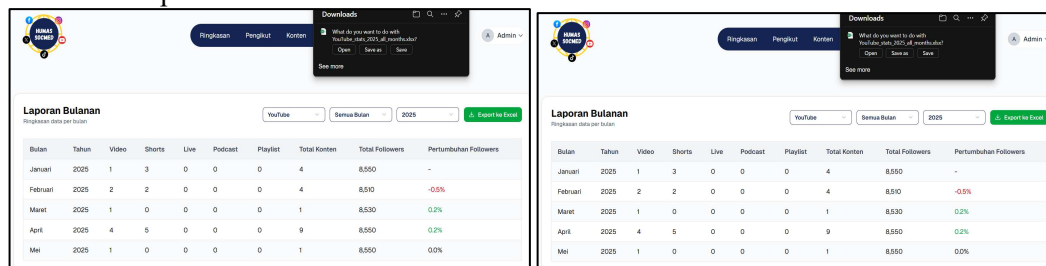 HUMAS
SOCMED
Ringkasan Pengikut Konten
Downloads
What do you want to do with
YouTube_stats_2025_all_months.xlsx?
Open Save as Save
See more
A Admin
Laporan Bulanan
Ringkasan data per bulan
YouTube Semua Bulan 2025 Export ke Excel
Bulan Tahun Video Shorts Live Podcast Playlist Total Konten Total Followers Pertumbuhan Followers
Januari 2025 1 3 0 0 0 4 8,550 -
Februari 2025 2 2 0 0 0 4 8,510 -0.5%
Maret 2025 1 0 0 0 0 1 8,530 0.2%
April 2025 4 5 0 0 0 9 8,550 0.2%
Mei 2025 1 0 0 0 0 1 8,550 0.0%
HUMAS
SOCMED
Ringkasan Pengikut Konten
Downloads
What do you want to do with
YouTube_stats_2025_all_months.xlsx?
Open Save as Save
See more
A Admin
Laporan Bulanan
Ringkasan data per bulan
YouTube Semua Bulan 2025 Export ke Excel
Bulan Tahun Video Shorts Live Podcast Playlist Total Konten Total Followers Pertumbuhan Followers
Januari 2025 1 3 0 0 0 4 8,550 -
Februari 2025 2 2 0 0 0 4 8,510 -0.5%
Maret 2025 1 0 0 0 0 1 8,530 0.2%
April 2025 4 5 0 0 0 9 8,550 0.2%
Mei 2025 1 0 0 0 0 1 8,550 0.0%